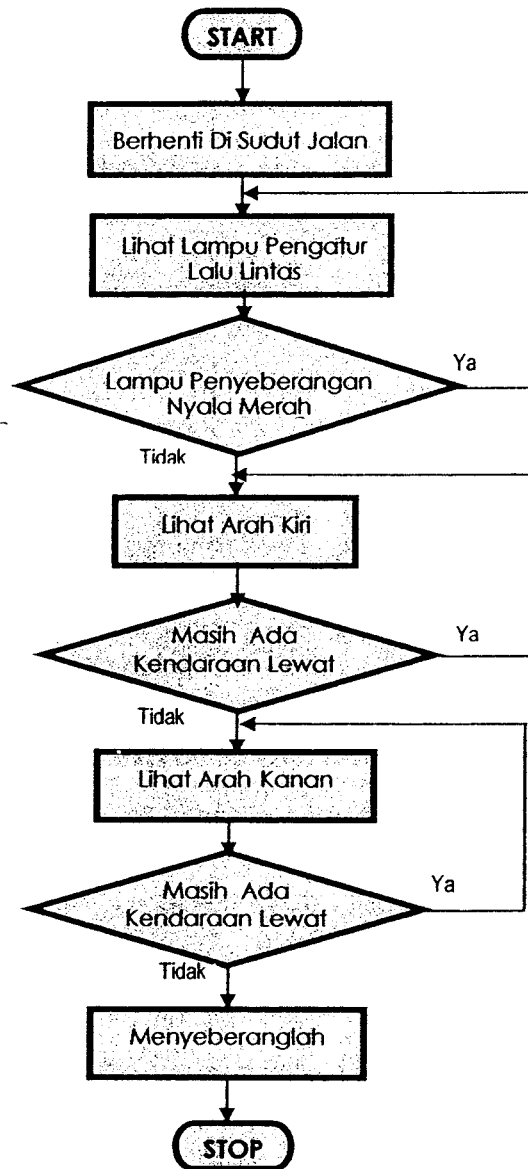 START
Berhenti Di Sudut Jalan
Lihat Lampu Pengatur
Lalu Lintas
Lampu Penyeberangan
Nyala Merah
Ya
Tidak
Lihat Arah Kiri
Masih Ada
Kendaraan Lewat
Ya
Tidak
Lihat Arah Kanan
Masih Ada
Kendaraan Lewat
Ya
Tidak
Menyeberanglah
STOP